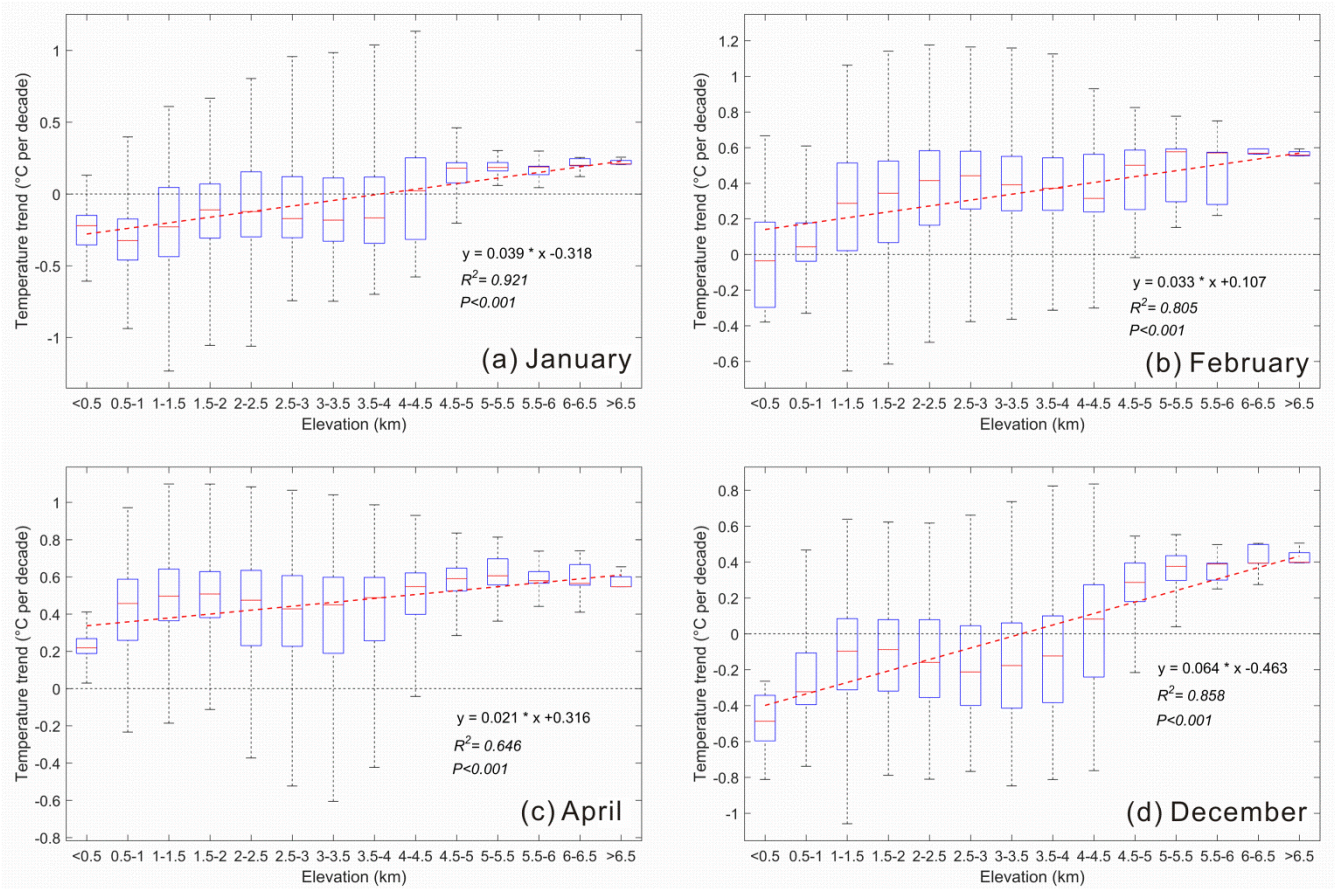 1
0.5
0
-0.5
-1
Temperature trend (°C per decade)
y = 0.039 * x -0.318
R²= 0.921
P<0.001
(a) January
<0.5 0.5-1 1-1.5 1.5-2 2-2.5 2.5-3 3-3.5 3.5-4 4-4.5 4.5-5 5-5.5 5.5-6 6-6.5 >6.5
Elevation (km)
1.2
1
0.8
0.6
0.4
0.2
0
-0.2
-0.4
-0.6
Temperature trend (°C per decade)
y = 0.033 * x +0.107
R²= 0.805
P<0.001
(b) February
<0.5 0.5-1 1-1.5 1.5-2 2-2.5 2.5-3 3-3.5 3.5-4 4-4.5 4.5-5 5-5.5 5.5-6 6-6.5 >6.5
Elevation (km)
1
0.8
0.6
0.4
0.2
0
-0.2
-0.4
-0.6
-0.8
Temperature trend (°C per decade)
y = 0.021 * x +0.316
R²= 0.646
P<0.001
(c) April
<0.5 0.5-1 1-1.5 1.5-2 2-2.5 2.5-3 3-3.5 3.5-4 4-4.5 4.5-5 5-5.5 5.5-6 6-6.5 >6.5
Elevation (km)
0.8
0.6
0.4
0.2
0
-0.2
-0.4
-0.6
-0.8
-1
Temperature trend (°C per decade)
y = 0.064 * x -0.463
R²= 0.858
P<0.001
(d) December
<0.5 0.5-1 1-1.5 1.5-2 2-2.5 2.5-3 3-3.5 3.5-4 4-4.5 4.5-5 5-5.5 5.5-6 6-6.5 >6.5
Elevation (km)